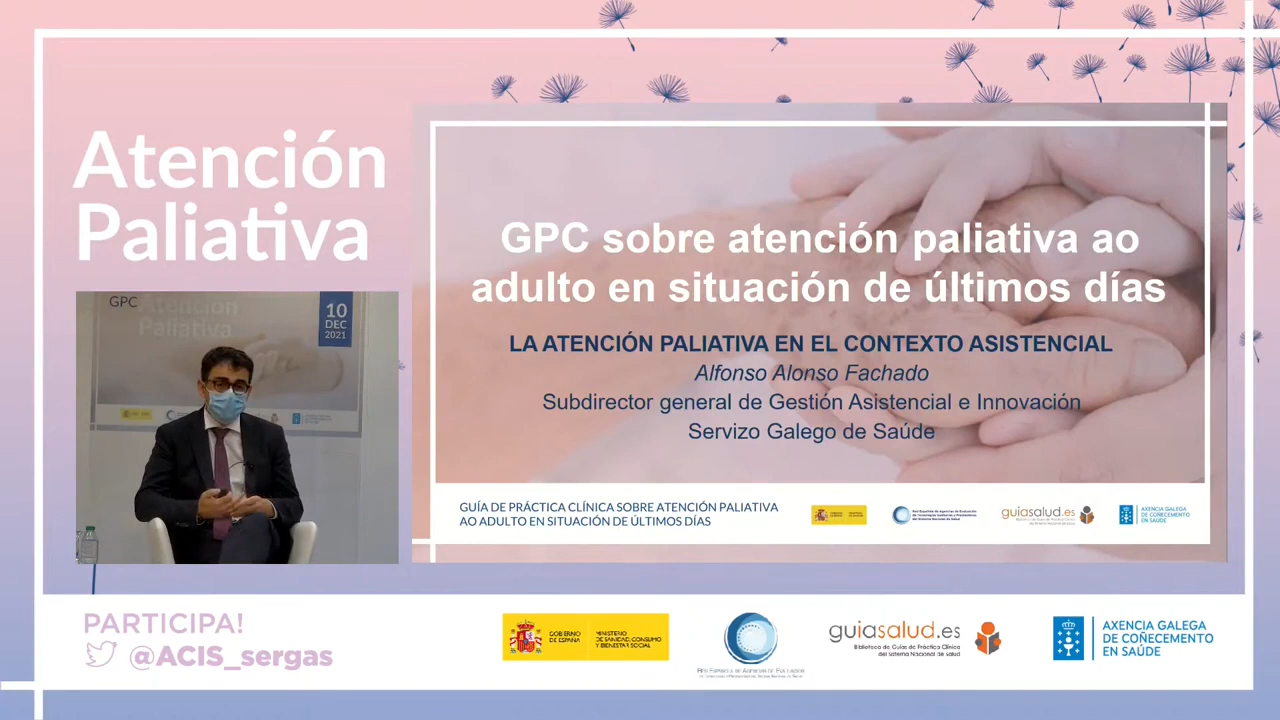 Atención
Paliativa
GPC
Atención
Paliativa
10
DEC
2021
GPC sobre atención paliativa ao
adulto en situación de últimos días
LA ATENCIÓN PALIATIVA EN EL CONTEXTO ASISTENCIAL
Alfonso Alonso Fachado
Subdirector general de Gestión Asistencial e Innovación
Servizo Galego de Saúde
GUÍA DE PRÁCTICA CLÍNICA SOBRE ATENCIÓN PALIATIVA
AO ADULTO EN SITUACIÓN DE ÚLTIMOS DÍAS
guiasalud.es
AXENCIA GALEGA
DE COÑECEMENTO
EN SAÚDE
PARTICIPA!
@ACIS_sergas
GOBIERNO
DE ESPAÑA
MINISTERIO
DE SANIDAD, CONSUMO
Y BIENESTAR SOCIAL
guiasalud.es
Biblioteca de Guías de Práctica Clínica
del Sistema Nacional de Salud
AXENCIA GALEGA
DE COÑECEMENTO
EN SAÚDE